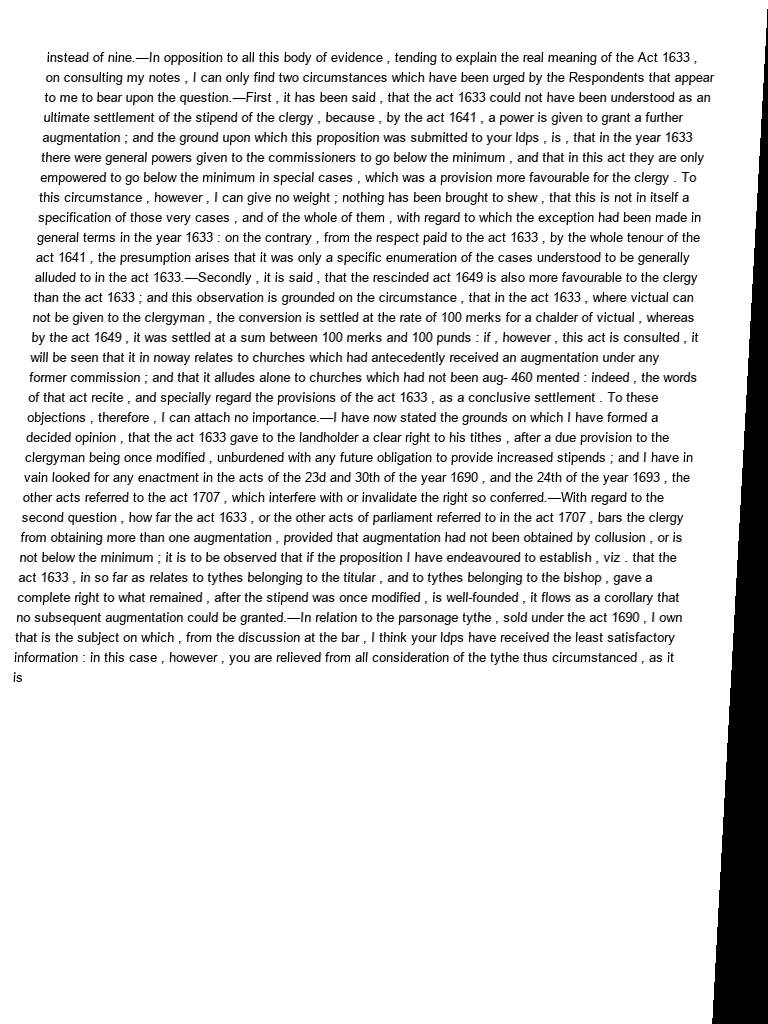 instead of nine.—In opposition to all this body of evidence , tending to explain the real meaning of the Act 1633 ,
on consulting my notes , I can only find two circumstances which have been urged by the Respondents that appear
to me to bear upon the question.—First , it has been said , that the act 1633 could not have been understood as an
ultimate settlement of the stipend of the clergy , because , by the act 1641 , a power is given to grant a further
augmentation ; and the ground upon which this proposition was submitted to your ldps , is , that in the year 1633
there were general powers given to the commissioners to go below the minimum , and that in this act they are only
empowered to go below the minimum in special cases , which was a provision more favourable for the clergy . To
this circumstance , however , I can give no weight ; nothing has been brought to shew , that this is not in itself a
specification of those very cases , and of the whole of them , with regard to which the exception had been made in
general terms in the year 1633 : on the contrary , from the respect paid to the act 1633 , by the whole tenour of the
act 1641 , the presumption arises that it was only a specific enumeration of the cases understood to be generally
alluded to in the act 1633.—Secondly , it is said , that the rescinded act 1649 is also more favourable to the clergy
than the act 1633 ; and this observation is grounded on the circumstance , that in the act 1633 , where victual can
not be given to the clergyman , the conversion is settled at the rate of 100 merks for a chalder of victual , whereas
by the act 1649 , it was settled at a sum between 100 merks and 100 punds : if , however , this act is consulted , it
will be seen that it in noway relates to churches which had antecedently received an augmentation under any
former commission ; and that it alludes alone to churches which had not been aug- 460 mented : indeed , the words
of that act recite , and specially regard the provisions of the act 1633 , as a conclusive settlement . To these
objections , therefore , I can attach no importance.—I have now stated the grounds on which I have formed a
decided opinion , that the act 1633 gave to the landholder a clear right to his tithes , after a due provision to the
clergyman being once modified , unburdened with any future obligation to provide increased stipends ; and I have in
vain looked for any enactment in the acts of the 23d and 30th of the year 1690 , and the 24th of the year 1693 , the
other acts referred to the act 1707 , which interfere with or invalidate the right so conferred.—With regard to the
second question , how far the act 1633 , or the other acts of parliament referred to in the act 1707 , bars the clergy
from obtaining more than one augmentation , provided that augmentation had not been obtained by collusion , or is
not below the minimum ; it is to be observed that if the proposition I have endeavoured to establish , viz . that the
act 1633 , in so far as relates to tythes belonging to the titular , and to tythes belonging to the bishop , gave a
complete right to what remained , after the stipend was once modified , is well-founded , it flows as a corollary that
no subsequent augmentation could be granted.—In relation to the parsonage tythe , sold under the act 1690 , I own
that is the subject on which , from the discussion at the bar , I think your ldps have received the least satisfactory
information : in this case , however , you are relieved from all consideration of the tythe thus circumstanced , as it
is